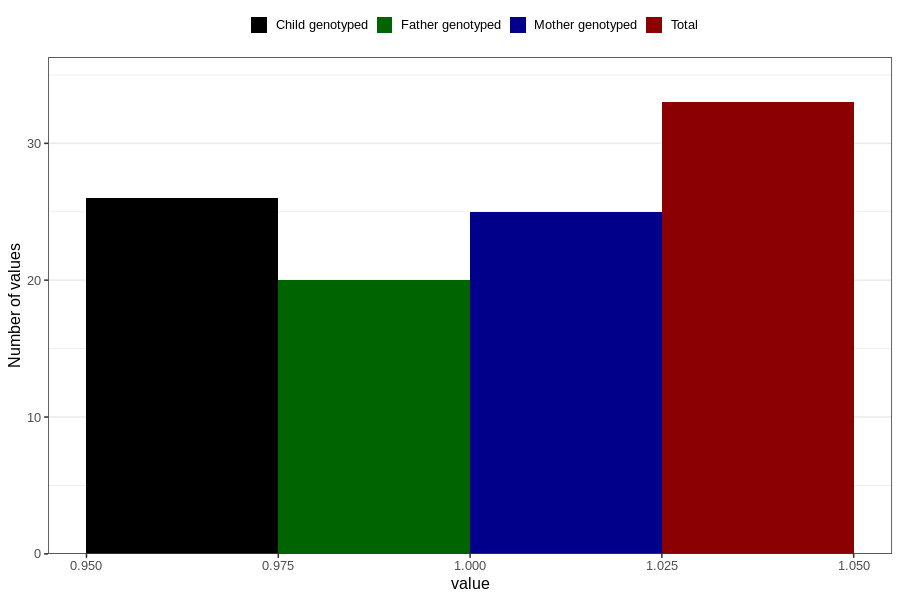 Child genotyped Father genotyped Mother genotyped Total
Number of values
30
20
10
0
0.950 0.975 1.000 1.025 1.050
value